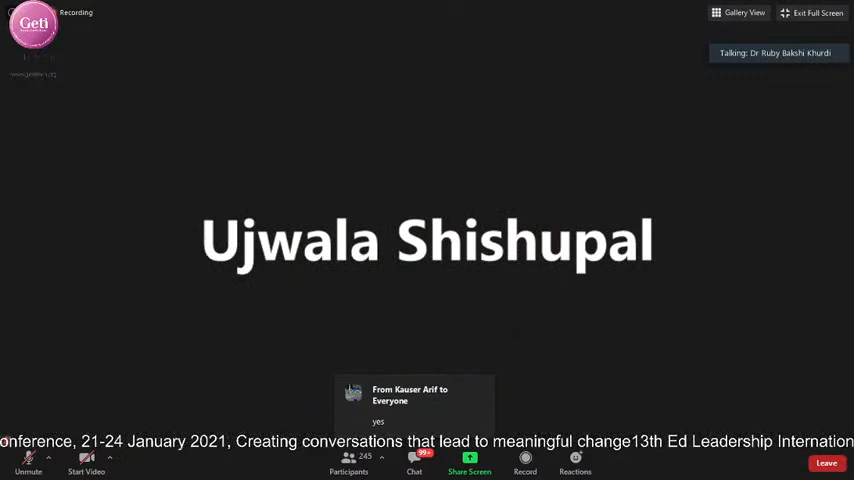 Geti
Recording
Gallery View
Exit Full Screen
Talking: Dr Ruby Bakshi Khurdi
Ujwala Shishupal
From Kauser Arif to
Everyone
yes
onference, 21-24 January 2021, Creating conversations that lead to meaningful change13th Ed Leadership Internation
Unmute
Start Video
245
Participants
99+
Chat
Share Screen
Record
Reactions
Leave